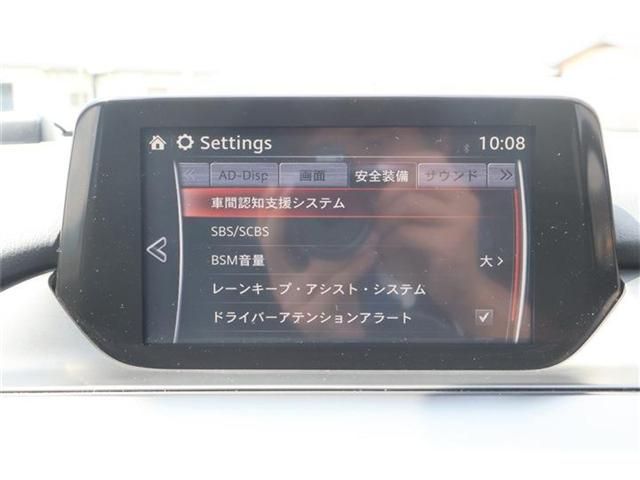 Settings 10:08
AD-Disp 画面 安全装備 サウンド
車間認知支援システム
SBS/SCBS
BSM音量 大
レーンキープ・アシスト・システム
ドライバーアテンションアラート